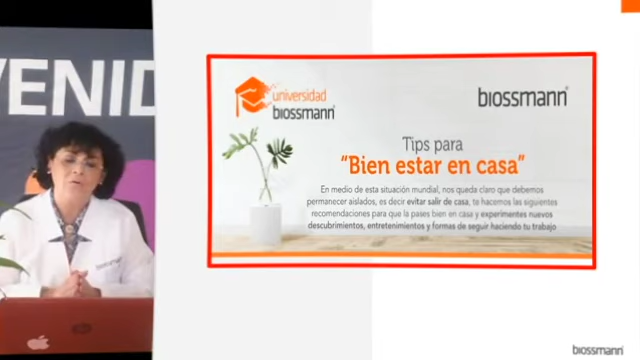 VENID
universidad
biossmann
biossmann
Tips para
“Bien estar en casa”
En medio de esta situación mundial, nos queda claro que debemos
permanecer aislados, es decir evitar salir de casa, te hacemos las siguientes
recomendaciones para que la pases bien en casa y experimentes nuevos
descubrimientos, entretenimientos y formas de seguir haciendo tu trabajo
biossmann